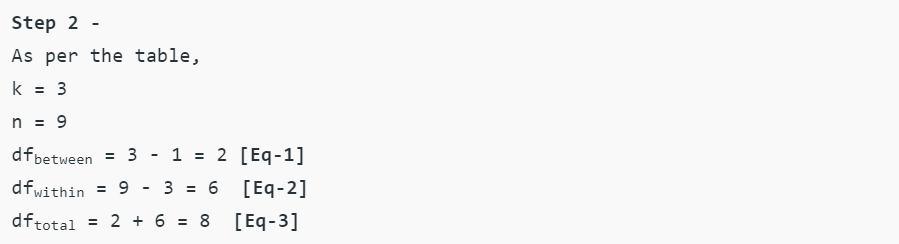 Step 2 -
As per the table,
k = 3
n = 9
dfbetween = 3 - 1 = 2 [Eq-1]
dfwithin = 9 - 3 = 6 [Eq-2]
dftotal = 2 + 6 = 8 [Eq-3]